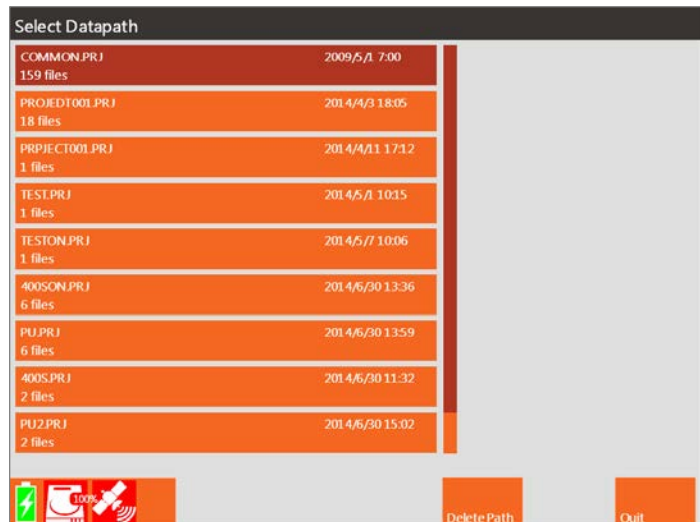 Select Datapath
COMMON.PRJ 2009/5/1 7:00
159 files
PROJEDT001.PRJ 2014/4/3 18:05
18 files
PRPJECT001.PRJ 2014/4/11 17:12
1 files
TEST.PRJ 2014/5/1 10:15
1 files
TESTON.PRJ 2014/5/7 10:06
1 files
400SON.PRJ 2014/6/30 13:36
6 files
PU.PRJ 2014/6/30 13:59
6 files
400S.PRJ 2014/6/30 11:32
2 files
PU2.PRJ 2014/6/30 15:02
2 files
100%
Delete Path Quit